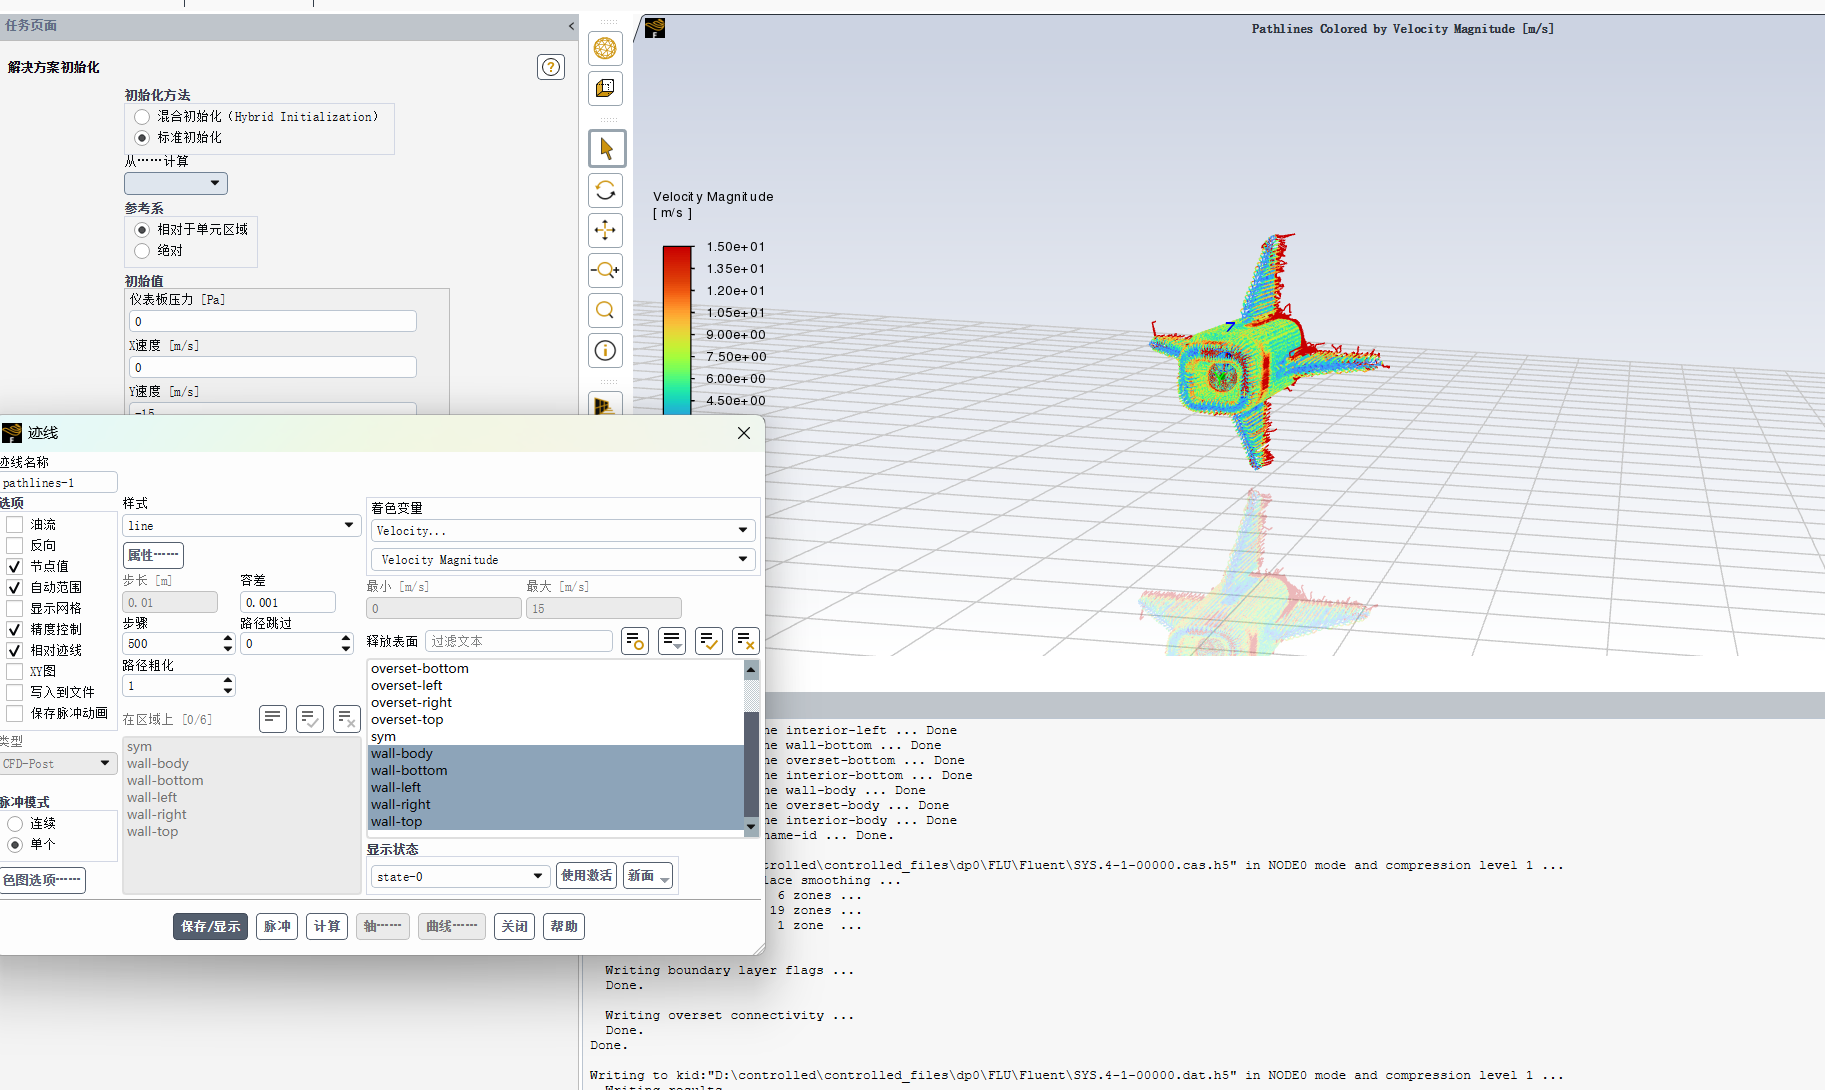 任务页面
解决方案初始化
初始化方法
混合初始化（Hybrid Initialization）
标准初始化
从······计算
参考系
相对于单元区域
绝对
初始值
仪表板压力 [Pa]
0
X速度 [m/s]
0
Y速度 [m/s]
-15
Pathlines Colored by Velocity Magnitude [m/s]
Velocity Magnitude
[ m/s ]
1.50e+01
1.35e+01
1.20e+01
1.05e+01
9.00e+00
7.50e+00
6.00e+00
4.50e+00
迹线
迹线名称
pathlines-1
选项
油流
反向
节点值
自动范围
显示网格
精度控制
相对迹线
XY图
写入到文件
保存脉冲动画
类型
CFD-Post
脉冲模式
连续
单个
色图选项······
样式
line
属性······
步长 [m]
容差
0.01
0.001
步骤
路径跳过
500
0
路径粗化
1
在区域上 [0/6]
sym
wall-body
wall-bottom
wall-left
wall-right
wall-top
着色变量
Velocity...
Velocity Magnitude
最小 [m/s]
最大 [m/s]
0
15
释放表面
过滤文本
overset-bottom
overset-left
overset-right
overset-top
sym
wall-body
wall-bottom
wall-left
wall-right
wall-top
显示状态
state-0
使用激活
新面
保存/显示
脉冲
计算
轴······
曲线······
关闭
帮助
ne interior-left ... Done
ne wall-bottom ... Done
ne overset-bottom ... Done
ne interior-bottom ... Done
ne wall-body ... Done
ne overset-body ... Done
ne interior-body ... Done
name-id ... Done.
trolled\controlled_files\dp0\FLU\Fluent\SYS.4-1-00000.cas.h5" in NODE0 mode and compression level 1 ...
lace smoothing ...
6 zones ...
19 zones ...
1 zone  ...
Writing boundary layer flags ...
Done.
Writing overset connectivity ...
Done.
Done.
Writing to kid:"D:\controlled\controlled_files\dp0\FLU\Fluent\SYS.4-1-00000.dat.h5" in NODE0 mode and compression level 1 ...
Writing results